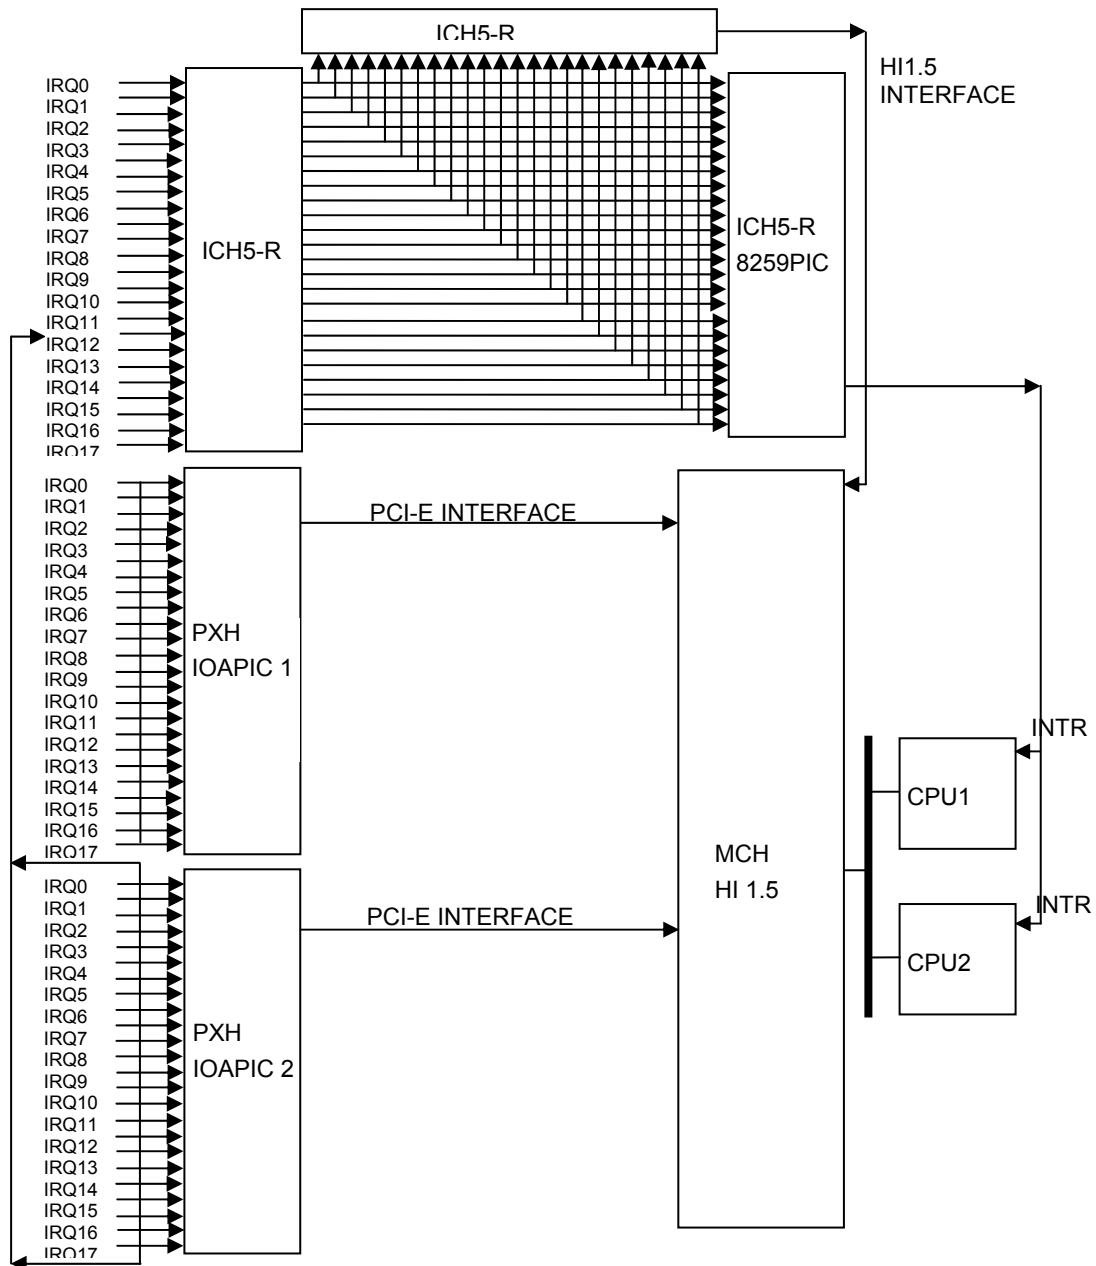 ICH5-R
HI1.5
INTERFACE
IRQ0
IRQ1
IRQ2
IRQ3
IRQ4
IRQ5
IRQ6
IRQ7
IRQ8
IRQ9
IRQ10
IRQ11
IRQ12
IRQ13
IRQ14
IRQ15
IRQ16
IRQ17
ICH5-R
ICH5-R
8259PIC
IRQ0
IRQ1
IRQ2
IRQ3
IRQ4
IRQ5
IRQ6
IRQ7
IRQ8
IRQ9
IRQ10
IRQ11
IRQ12
IRQ13
IRQ14
IRQ15
IRQ16
IRQ17
PXH
IOAPIC 1
PCI-E INTERFACE
INTR
CPU1
MCH
HI 1.5
IRQ0
IRQ1
IRQ2
IRQ3
IRQ4
IRQ5
IRQ6
IRQ7
IRQ8
IRQ9
IRQ10
IRQ11
IRQ12
IRQ13
IRQ14
IRQ15
IRQ16
IRQ17
PXH
IOAPIC 2
PCI-E INTERFACE
INTR
CPU2